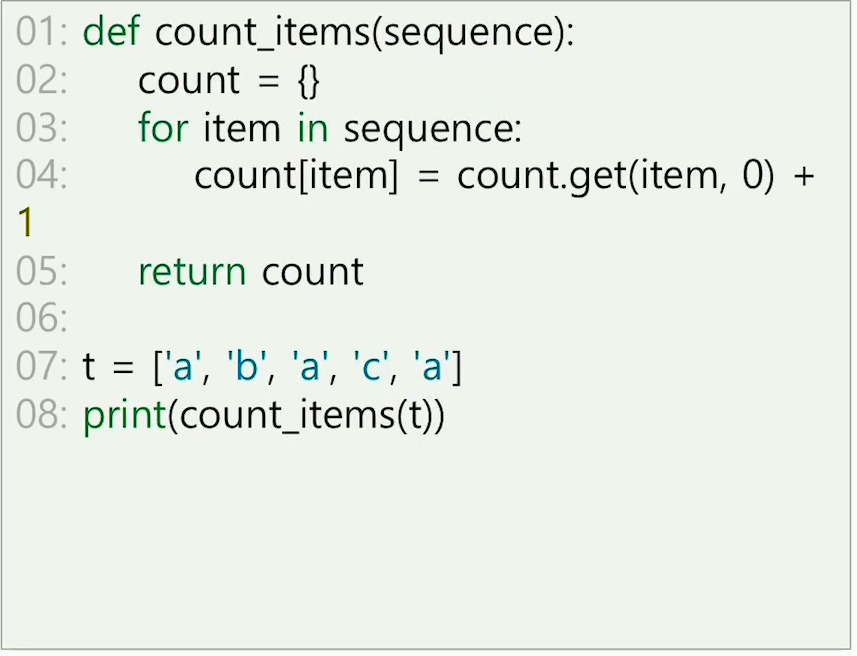 01: def count_items(sequence):
02:    count = {}
03:    for item in sequence:
04:       count[item] = count.get(item, 0) +
1
05:    return count
06:
07: t = ['a', 'b', 'a', 'c', 'a']
08: print(count_items(t))